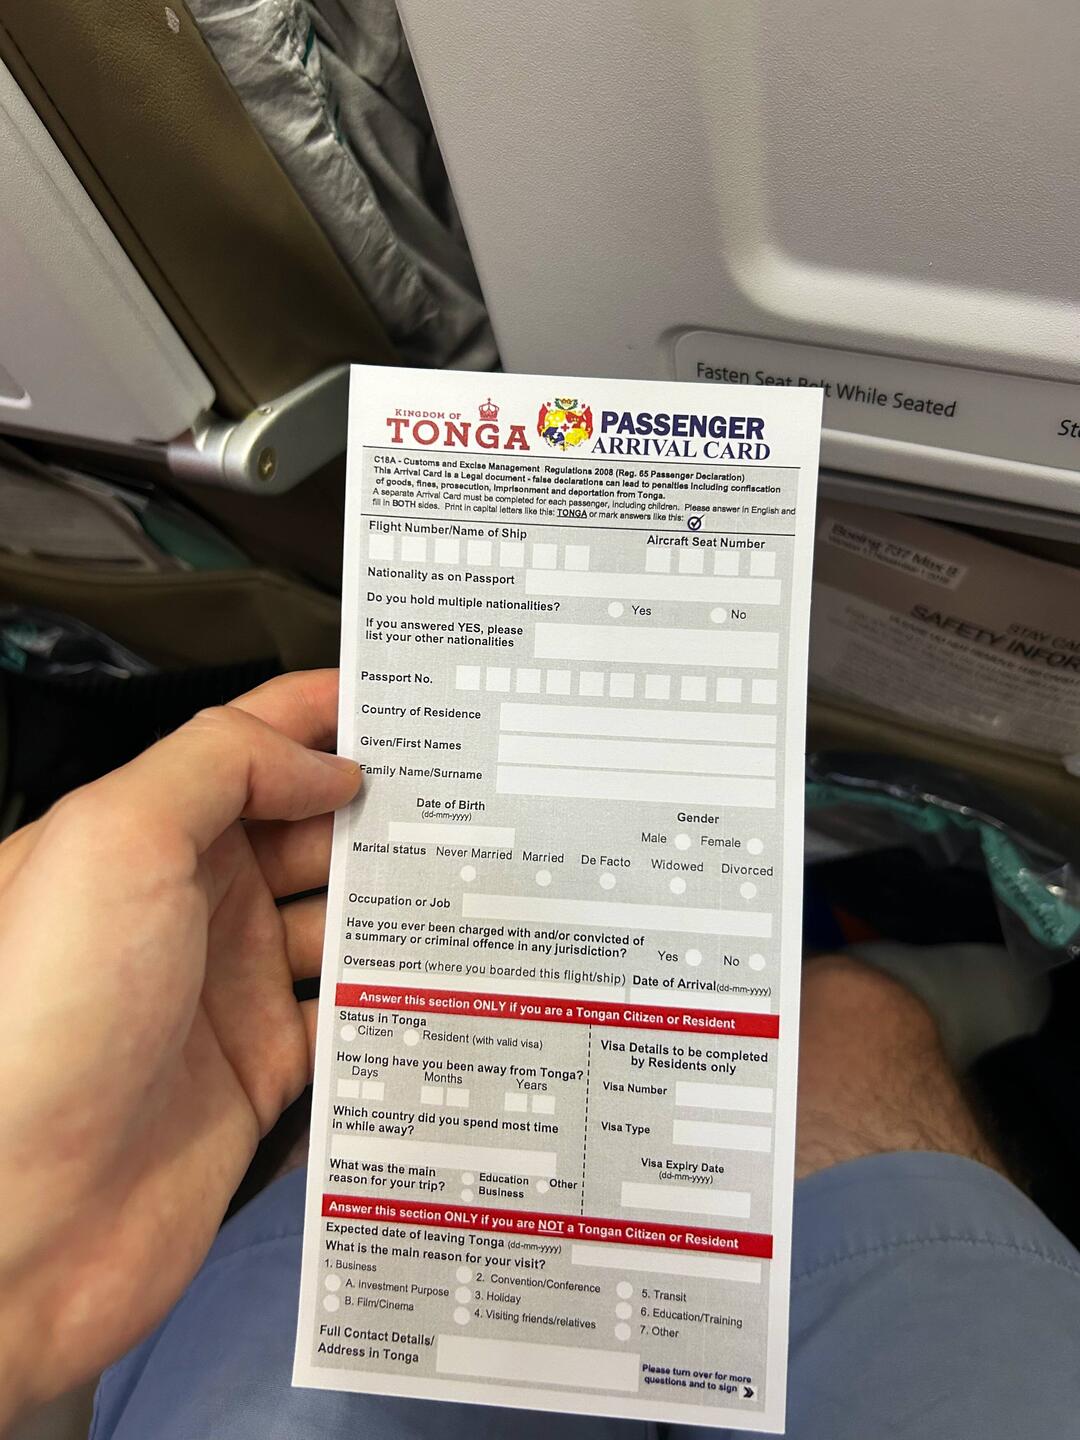 Fasten Seat Belt While Seated
KINGDOM OF
TONGA
PASSENGER
ARRIVAL CARD
C18A - Customs and Excise Management Regulations 2008 (Reg. 65 Passenger Declaration)
This Arrival Card is a Legal document - false declarations can lead to penalties including confiscation
of goods, fines, prosecution, imprisonment and deportation from Tonga.
A separate Arrival Card must be completed for each passenger, including children. Please answer in English and
fill in BOTH sides. Print in capital letters like this: TONGA or mark answers like this:
Flight Number/Name of Ship
Aircraft Seat Number
Nationality as on Passport
Do you hold multiple nationalities? Yes No
If you answered YES, please
list your other nationalities
Passport No.
Country of Residence
Given/First Names
Family Name/Surname
Date of Birth
(dd-mm-yyyy)
Gender
Male Female
Marital status Never Married Married De Facto Widowed Divorced
Occupation or Job
Have you ever been charged with and/or convicted of
a summary or criminal offence in any jurisdiction? Yes No
Overseas port (where you boarded this flight/ship) Date of Arrival(dd-mm-yyyy)
Answer this section ONLY if you are a Tongan Citizen or Resident
Status in Tonga
Citizen Resident (with valid visa)
How long have you been away from Tonga?
Days Months Years
Which country did you spend most time
in while away?
What was the main
reason for your trip?
Education Other
Business
Visa Details to be completed
by Residents only
Visa Number
Visa Type
Visa Expiry Date
(dd-mm-yyyy)
Answer this section ONLY if you are NOT a Tongan Citizen or Resident
Expected date of leaving Tonga (dd-mm-yyyy)
What is the main reason for your visit?
1. Business
A. Investment Purpose
B. Film/Cinema
2. Convention/Conference
3. Holiday
4. Visiting friends/relatives
5. Transit
6. Education/Training
7. Other
Full Contact Details/
Address in Tonga
Please turn over for more
questions and to sign
Boeing 737 Max 8
STAY
SAFETY